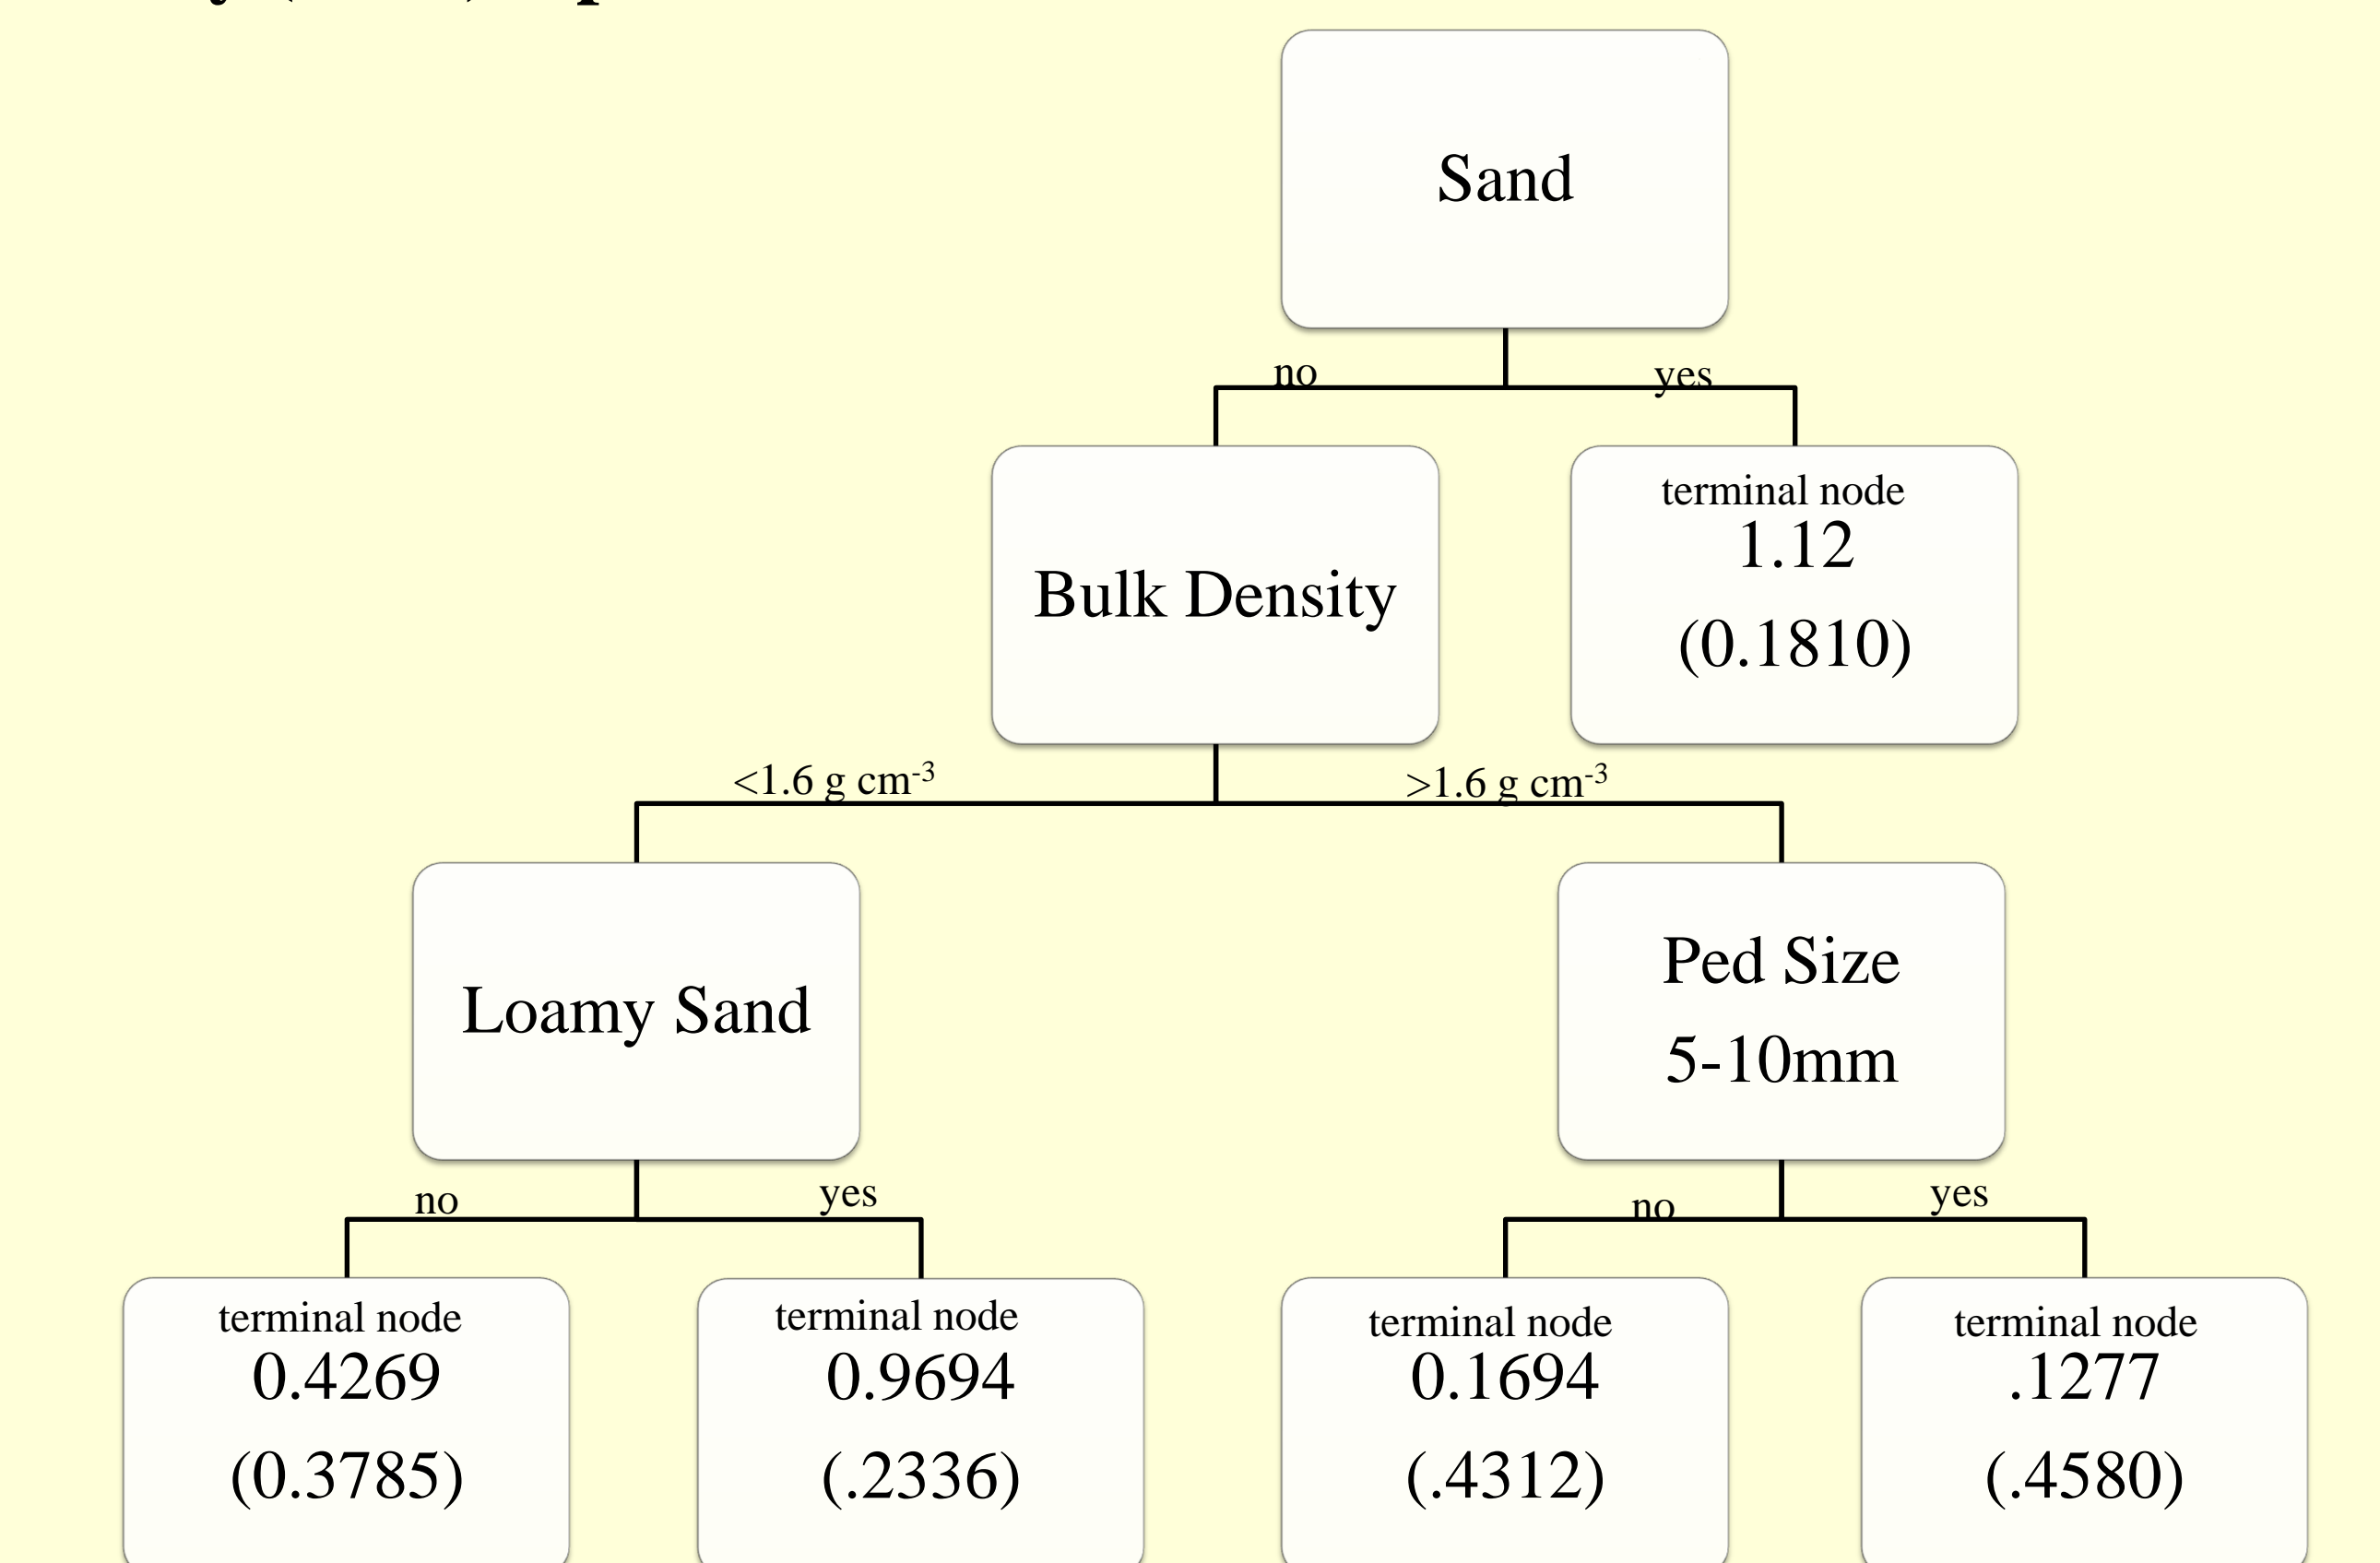 Sand
no
yes
Bulk Density
terminal node
1.12
(0.1810)
<1.6 g cm-3
>1.6 g cm-3
Loamy Sand
Ped Size
5-10mm
no
yes
no
yes
terminal node
0.4269
(0.3785)
terminal node
0.9694
(.2336)
terminal node
0.1694
(.4312)
terminal node
.1277
(.4580)